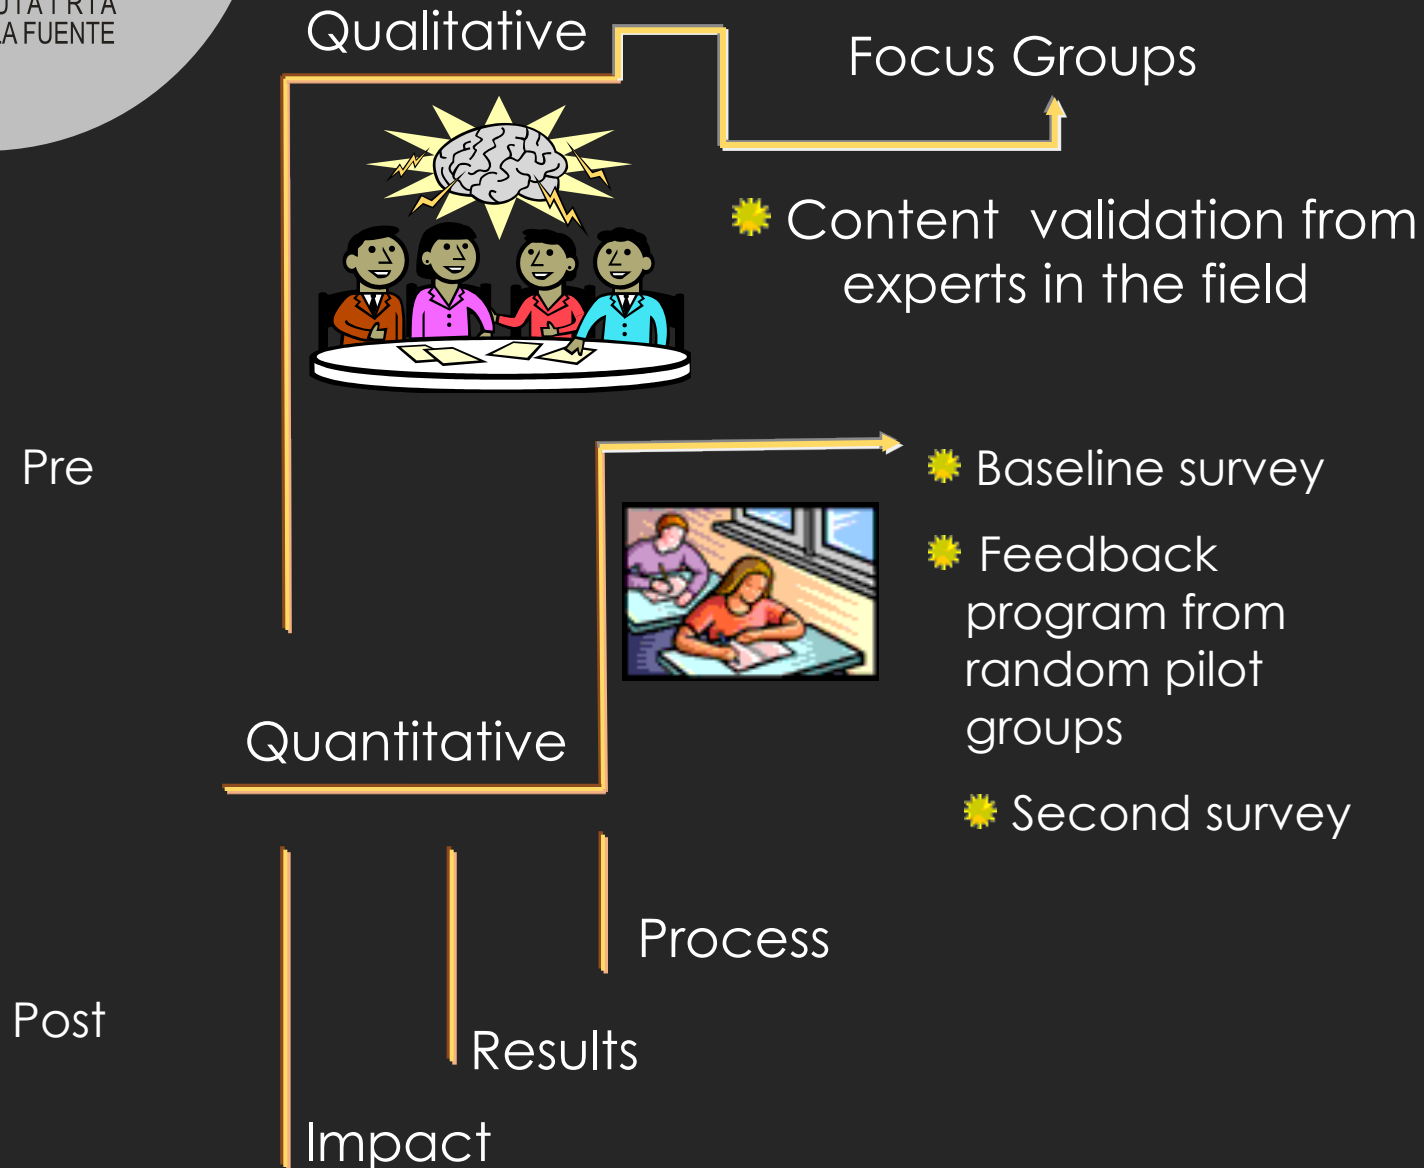 LA FUENTE
Qualitative
Focus Groups
Content validation from
experts in the field
Pre
Baseline survey
Feedback
program from
random pilot
groups
Quantitative
Second survey
Process
Post
Results
Impact